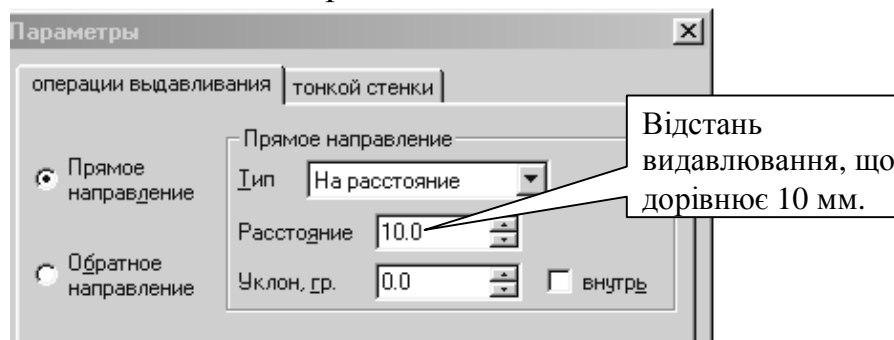 Параметры
операции выдавливания тонкой стенки
Прямое направление
Прямое
направление
Тип На расстояние
Расстояние 10.0
Обратное
направление
Уклон, гр. 0.0 внутрь
Відстань
видавлювання, що
дорівнює 10 мм.